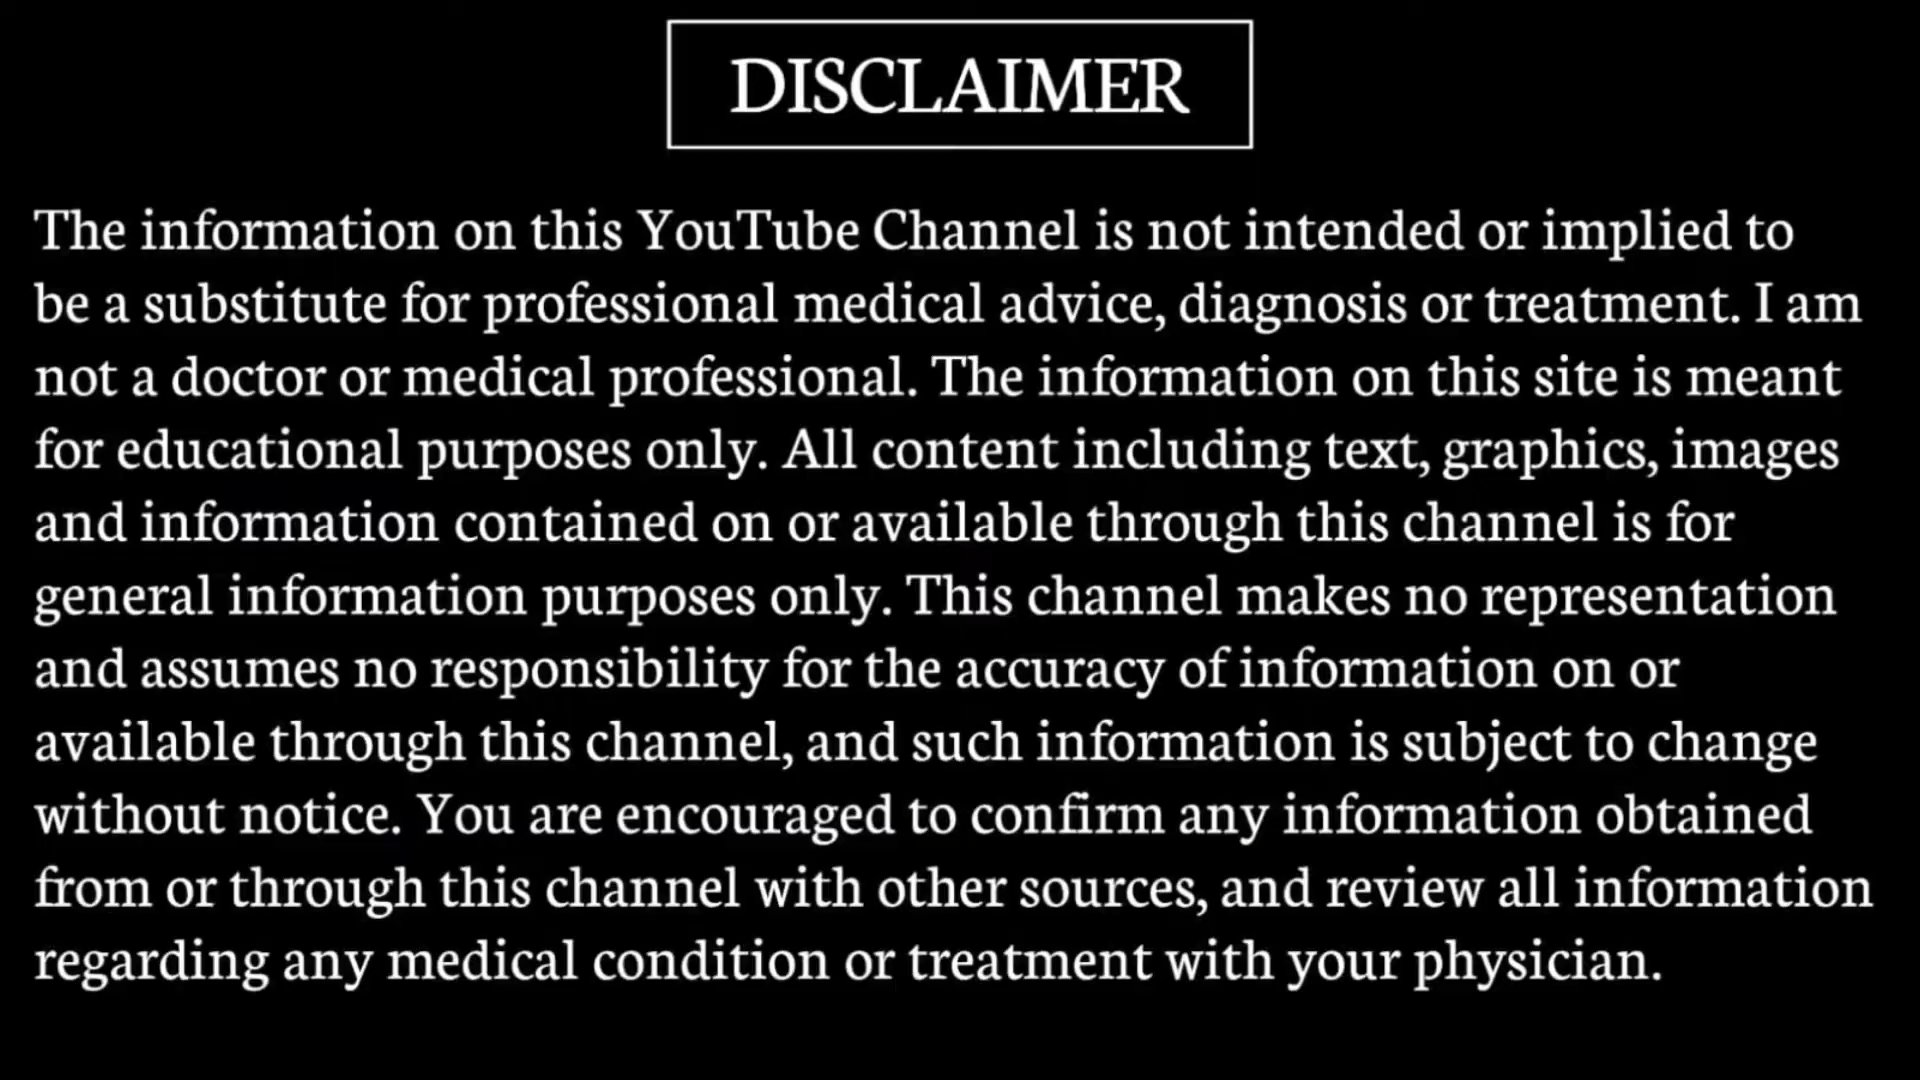 DISCLAIMER
The information on this YouTube Channel is not intended or implied to
be a substitute for professional medical advice, diagnosis or treatment. I am
not a doctor or medical professional. The information on this site is meant
for educational purposes only. All content including text, graphics, images
and information contained on or available through this channel is for
general information purposes only. This channel makes no representation
and assumes no responsibility for the accuracy of information on or
available through this channel, and such information is subject to change
without notice. You are encouraged to confirm any information obtained
from or through this channel with other sources, and review all information
regarding any medical condition or treatment with your physician.